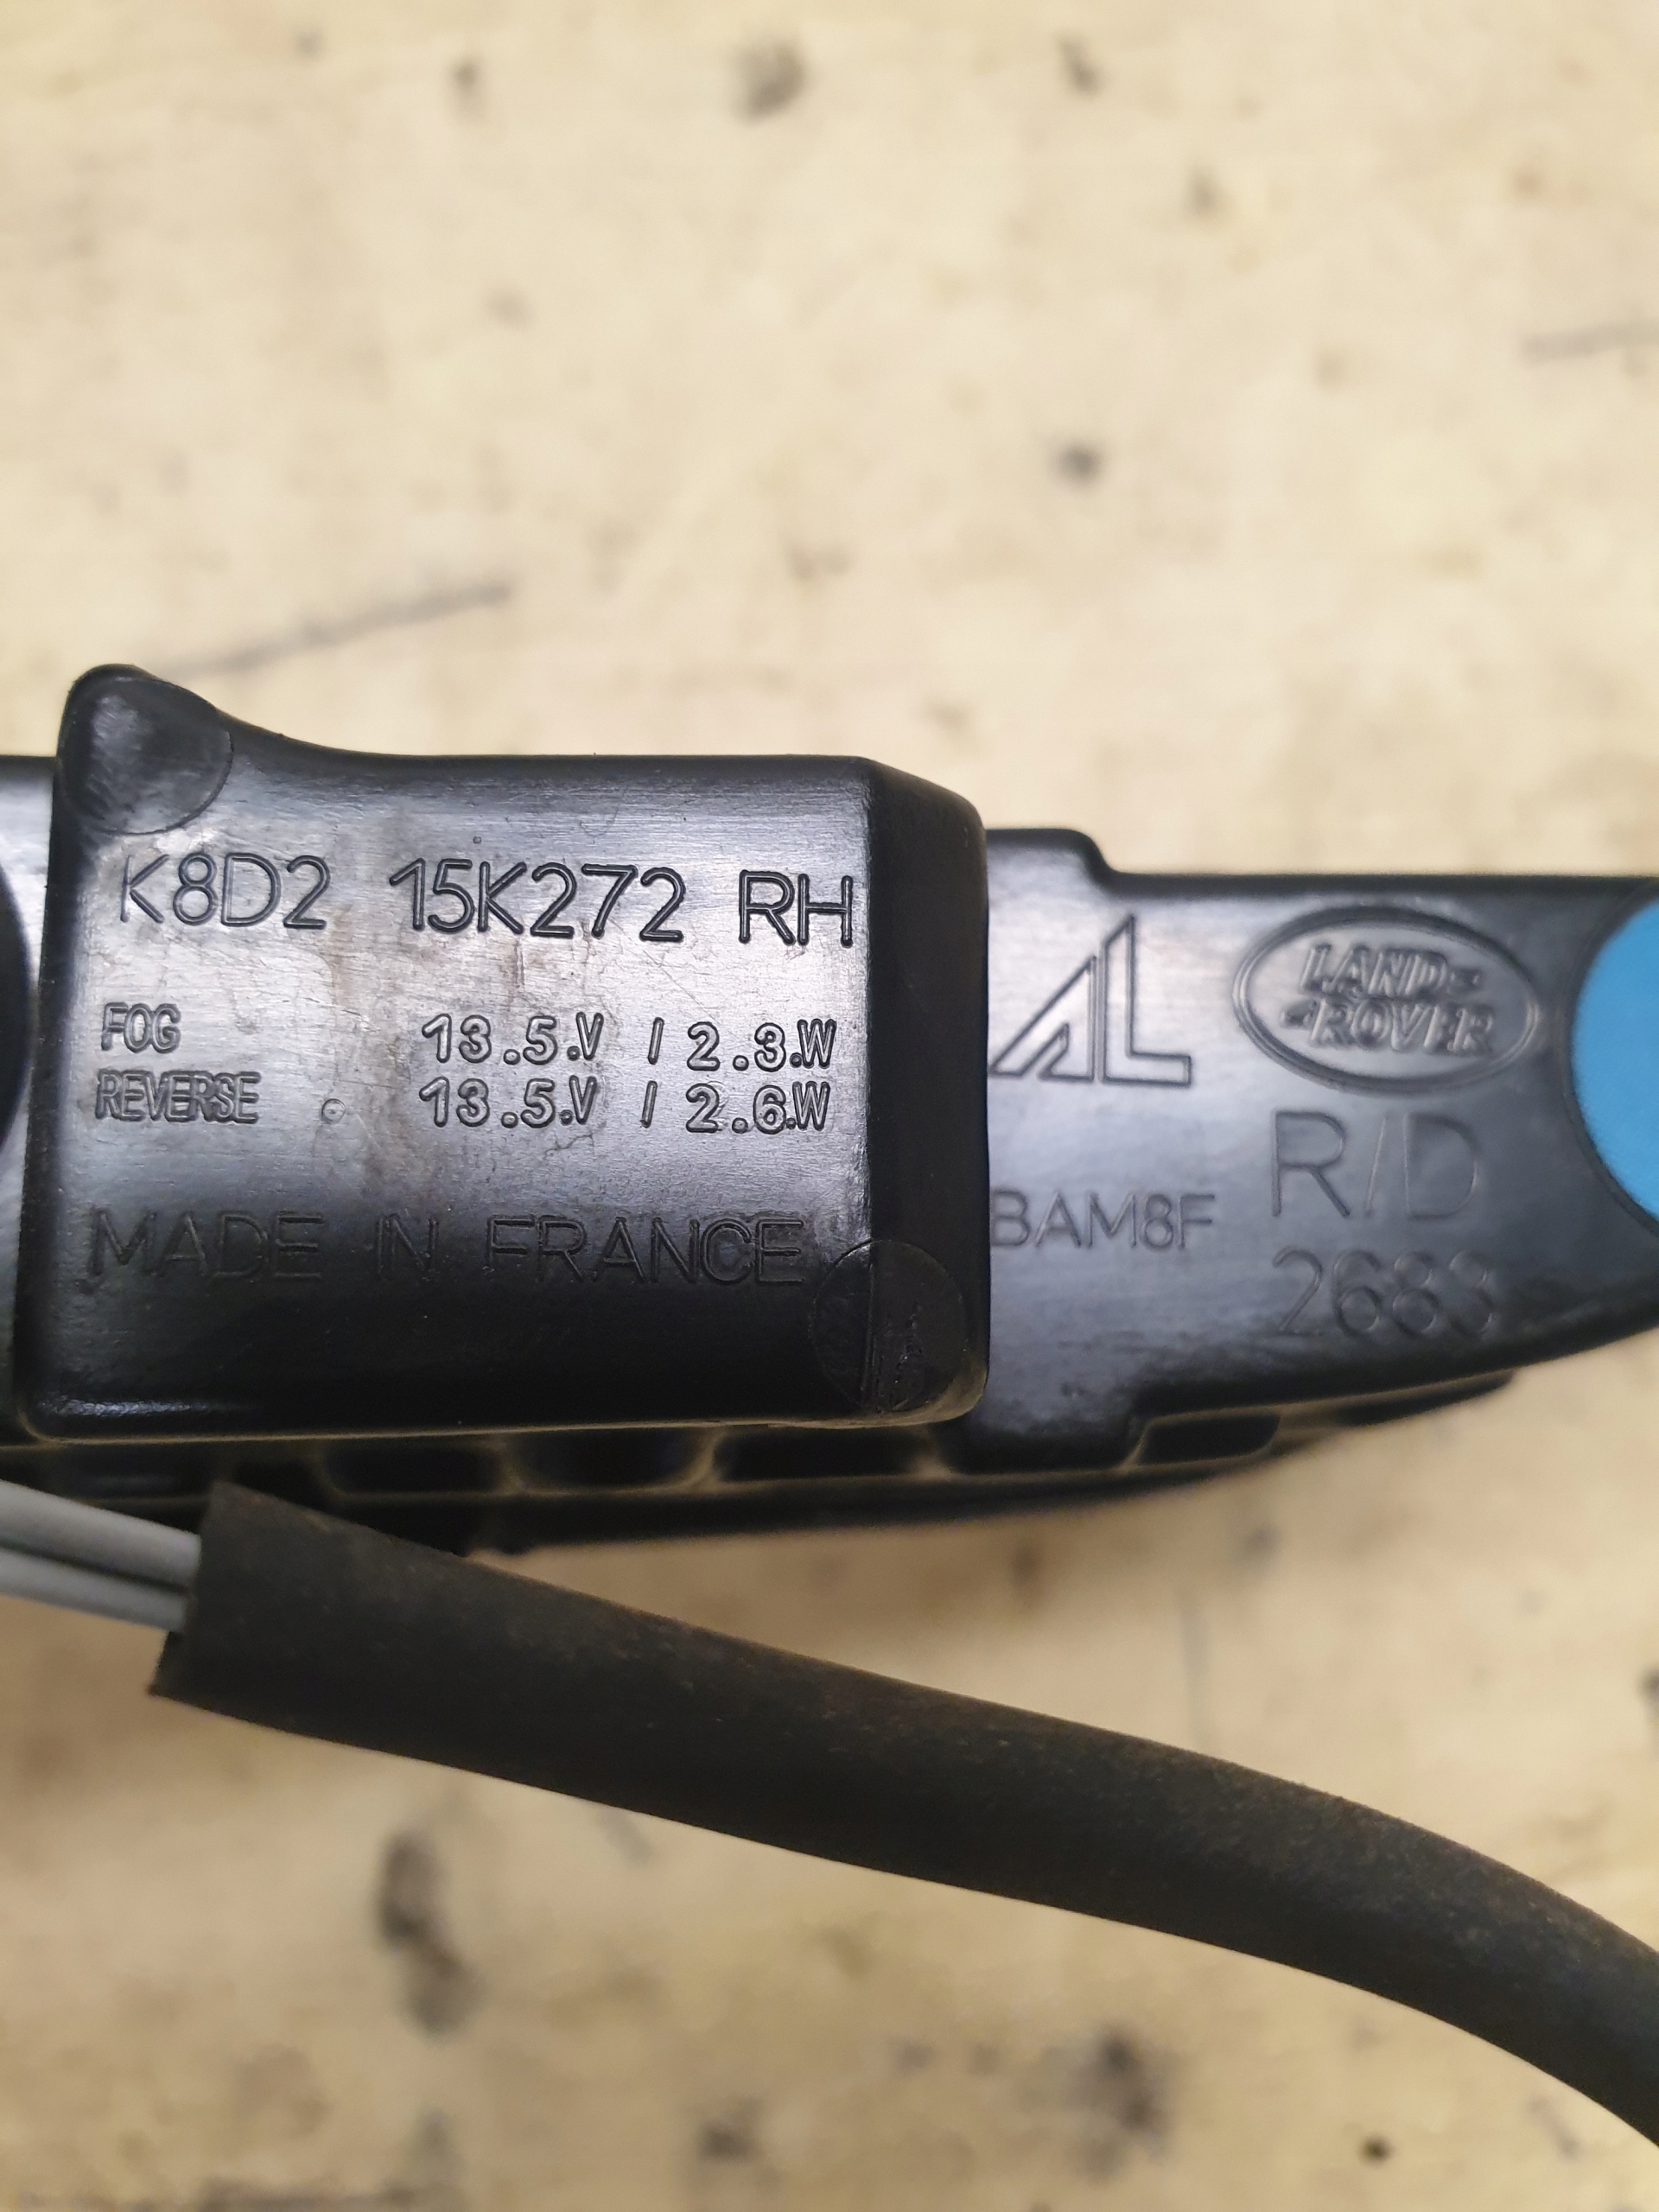 K8D2 15K272 RH
FOG 13.5.V / 2.3.W
REVERSE 13.5.V / 2.6.W
MADE IN FRANCE
AL
BAM8F
LAND-
-ROVER
R/D
2683